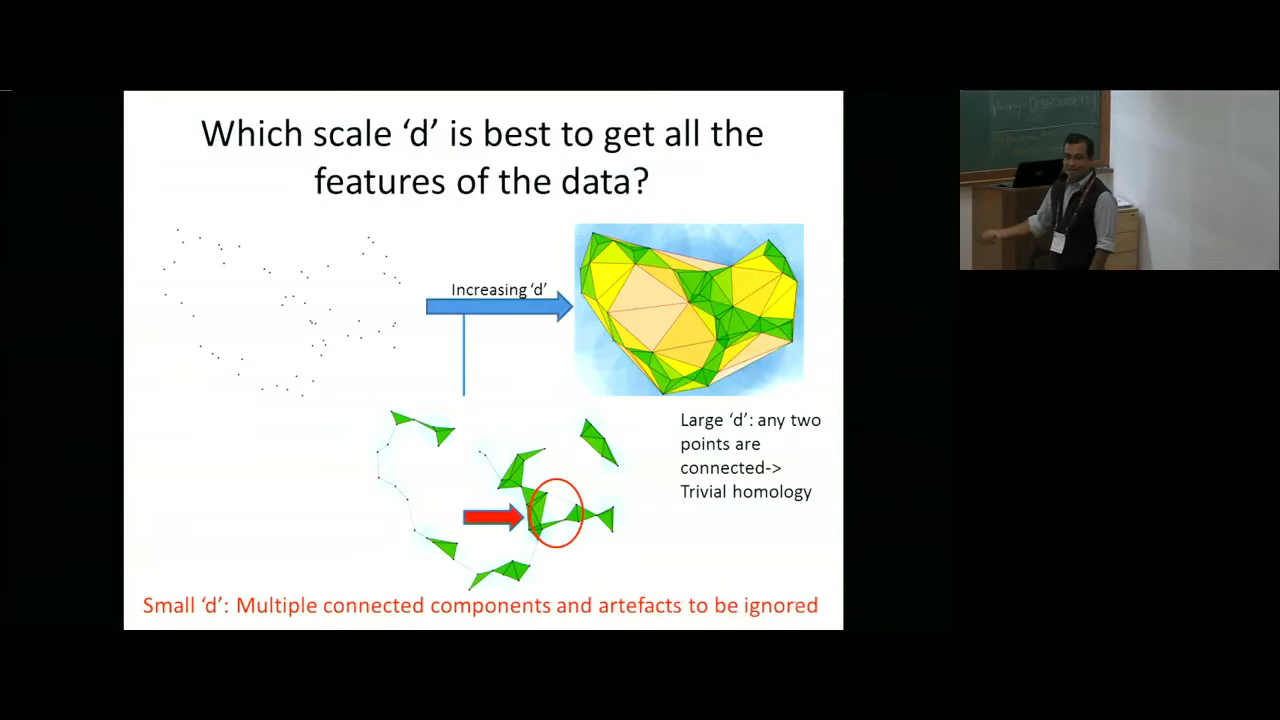 Which scale ‘d’ is best to get all the
features of the data?
Increasing ‘d’
Large ‘d’: any two
points are
connected->
Trivial homology
Small ‘d’: Multiple connected components and artefacts to be ignored